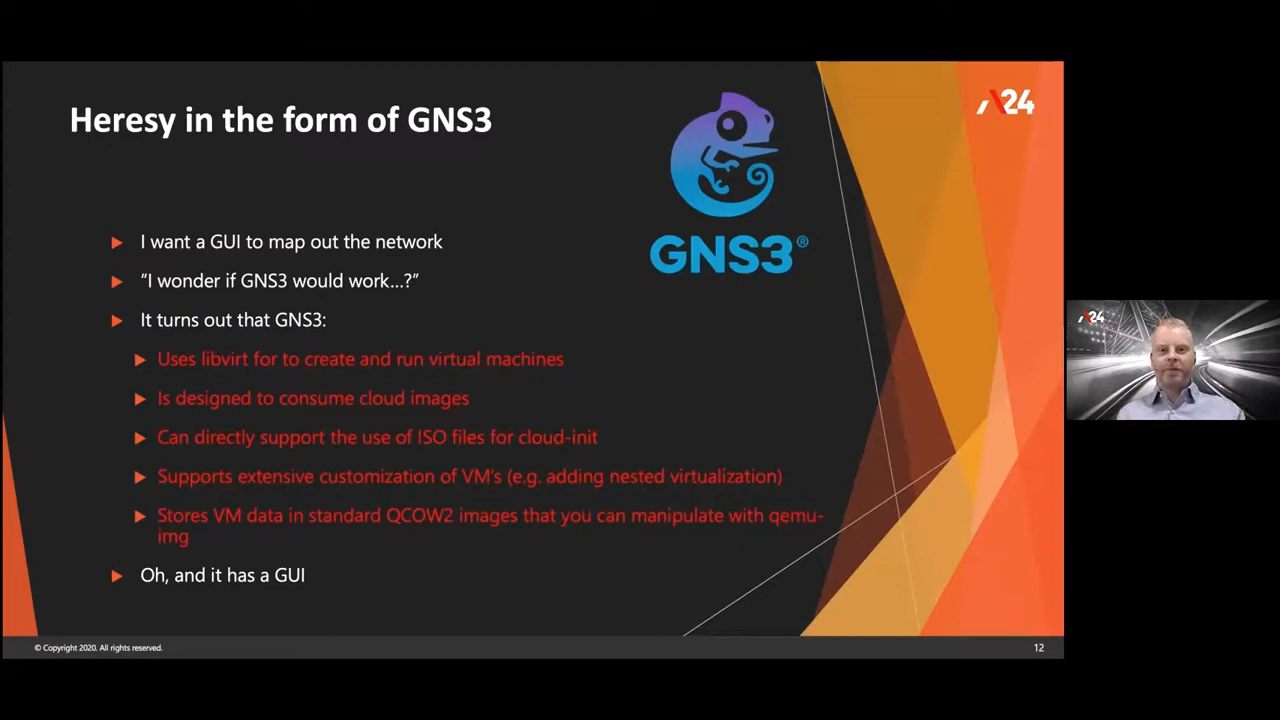 Heresy in the form of GNS3
24
GNS3®
I want a GUI to map out the network
“I wonder if GNS3 would work…?”
It turns out that GNS3:
Uses libvirt for to create and run virtual machines
Is designed to consume cloud images
Can directly support the use of ISO files for cloud-init
Supports extensive customization of VM's (e.g. adding nested virtualization)
Stores VM data in standard QCOW2 images that you can manipulate with qemu-
img
Oh, and it has a GUI
© Copyright 2020. All rights reserved.
12
24